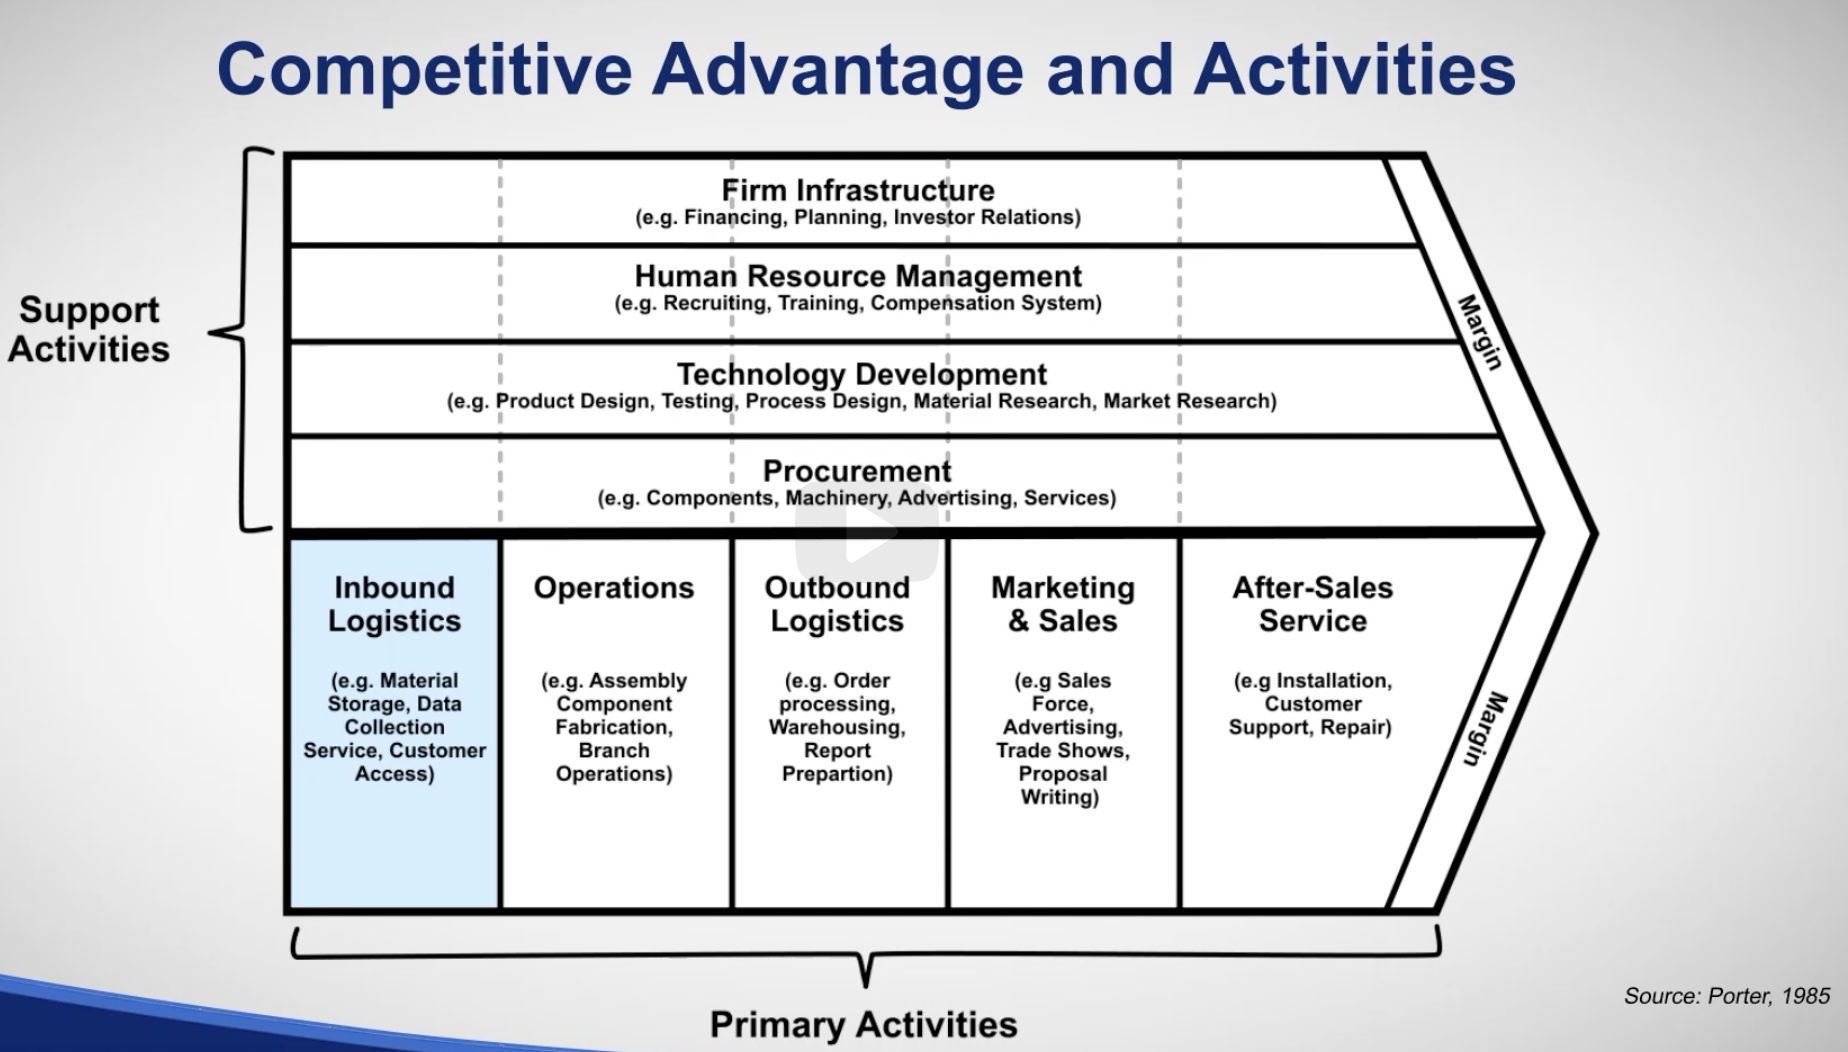 Competitive Advantage and Activities
Support
Activities
Firm Infrastructure
(e.g. Financing, Planning, Investor Relations)
Human Resource Management
(e.g. Recruiting, Training, Compensation System)
Technology Development
(e.g. Product Design, Testing, Process Design, Material Research, Market Research)
Procurement
(e.g. Components, Machinery, Advertising, Services)
Margin
Inbound
Logistics
(e.g. Material
Storage, Data
Collection
Service, Customer
Access)
Operations
(e.g. Assembly
Component
Fabrication,
Branch
Operations)
Outbound
Logistics
(e.g. Order
processing,
Warehousing,
Report
Prepartion)
Marketing
& Sales
(e.g Sales
Force,
Advertising,
Trade Shows,
Proposal
Writing)
After-Sales
Service
(e.g Installation,
Customer
Support, Repair)
Margin
Primary Activities
Source: Porter, 1985